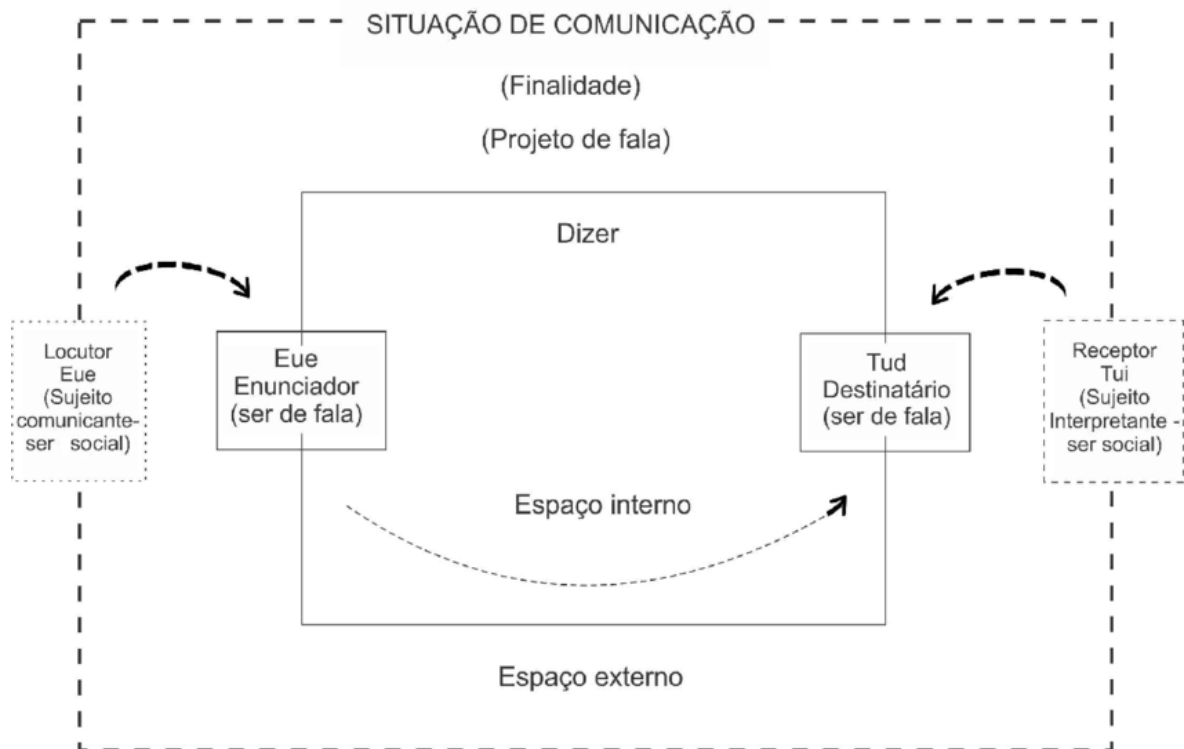 SITUAÇÃO DE COMUNICAÇÃO
(Finalidade)
(Projeto de fala)
Dizer
Locutor
Eue
(Sujeito
comunicante-
ser social)
Eue
Enunciador
(ser de fala)
Tud
Destinatário
(ser de fala)
Receptor
Tui
(Sujeito
Interpretante -
ser social)
Espaço interno
Espaço externo